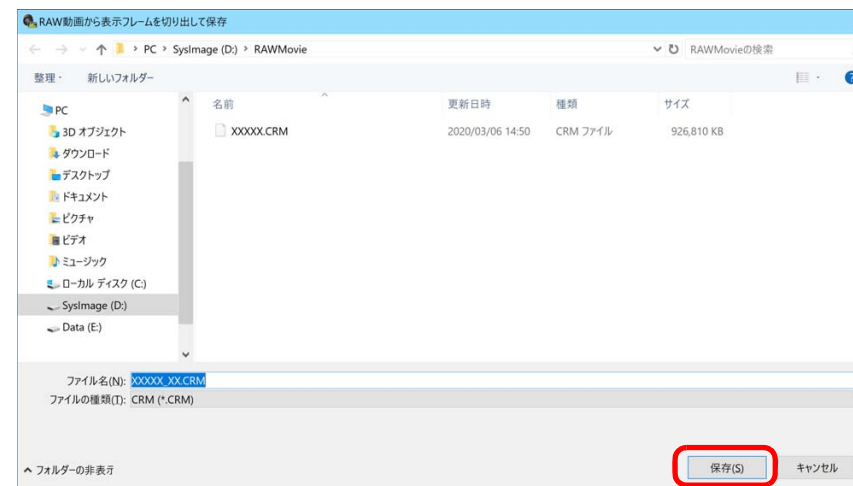 RAW動画から表示フレームを切り出して保存
PC › SysImage (D:) › RAWMovie
RAWMovieの検索
整理 新しいフォルダー
名前 更新日時 種類 サイズ
XXXXX.CRM 2020/03/06 14:50 CRM ファイル 926,810 KB
PC
3D オブジェクト
ダウンロード
デスクトップ
ドキュメント
ピクチャ
ビデオ
ミュージック
ローカル ディスク (C:)
SysImage (D:)
Data (E:)
ファイル名(N): XXXXX_XX.CRM
ファイルの種類(T): CRM (*.CRM)
フォルダーの非表示
保存(S) キャンセル